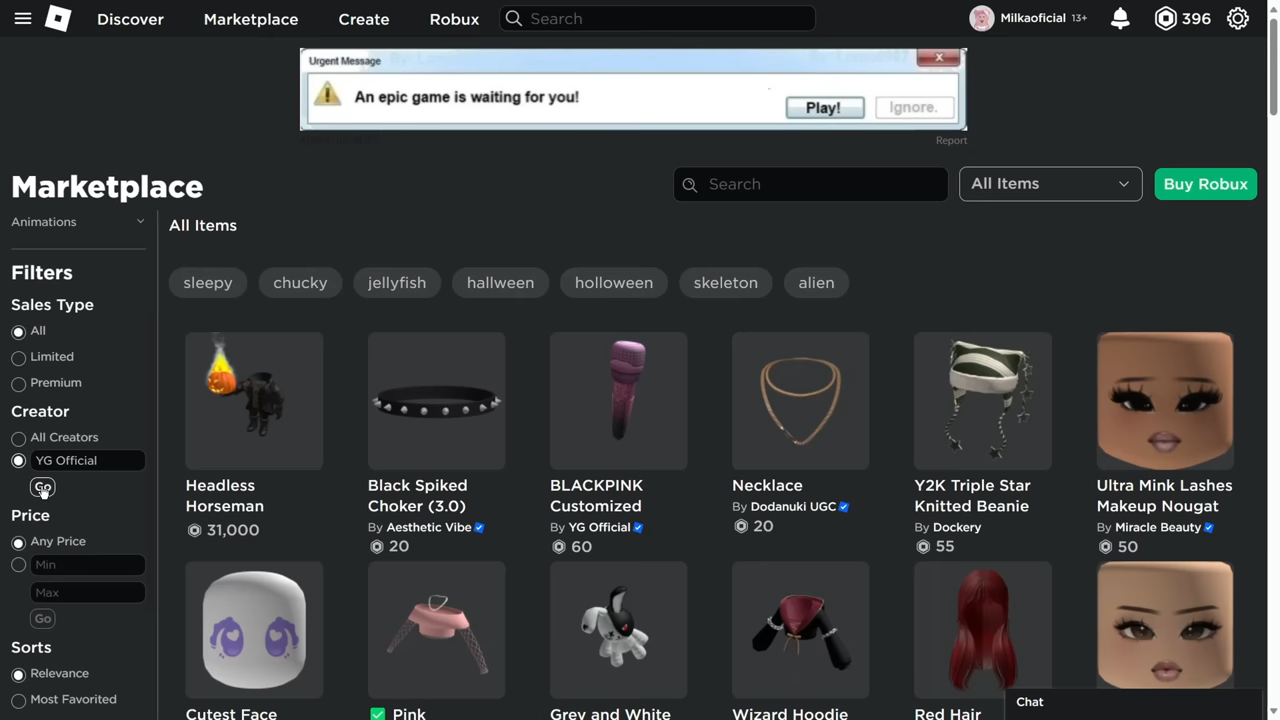 Discover
Marketplace
Create
Robux
Search
Milkaoficial 13+
396
Urgent Message
An epic game is waiting for you!
Play!
Ignore.
Report
Marketplace
Search
All Items
Buy Robux
Animations
All Items
Filters
Sales Type
All
Limited
Premium
Creator
All Creators
YG Official
Go
Price
Any Price
Min
Max
Go
Sorts
Relevance
Most Favorited
sleepy
chucky
jellyfish
hallween
holloween
skeleton
alien
Headless
Horseman
31,000
Black Spiked
Choker (3.0)
By Aesthetic Vibe
20
BLACKPINK
Customized
By YG Official
60
Necklace
By Dodanuki UGC
20
Y2K Triple Star
Knitted Beanie
By Dockery
55
Ultra Mink Lashes
Makeup Nougat
By Miracle Beauty
50
Cutest Face
Pink
Grey and White
Wizard Hoodie
Red Hair
Chat